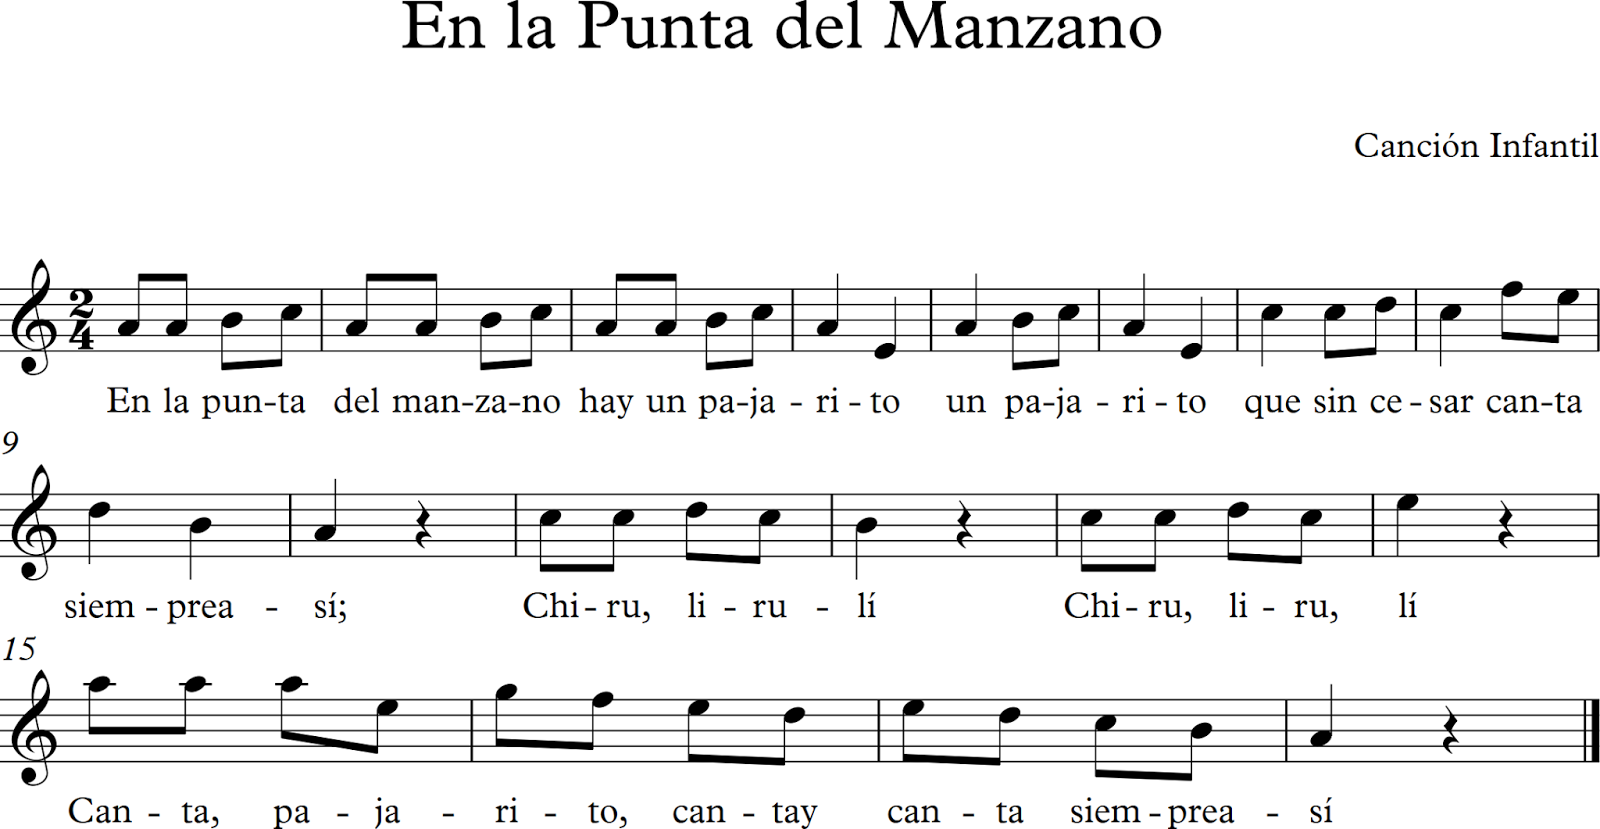 En la Punta del Manzano
Canción Infantil
2
4
En la pun-ta del man-za-no hay un pa-ja - ri - to un pa-ja - ri - to que sin ce - sar can-ta
9
siem - prea - sí; Chi - ru, li - ru - lí Chi - ru, li - ru, lí
15
Can - ta, pa - ja - ri - to, can - tay can - ta siem - prea - sí